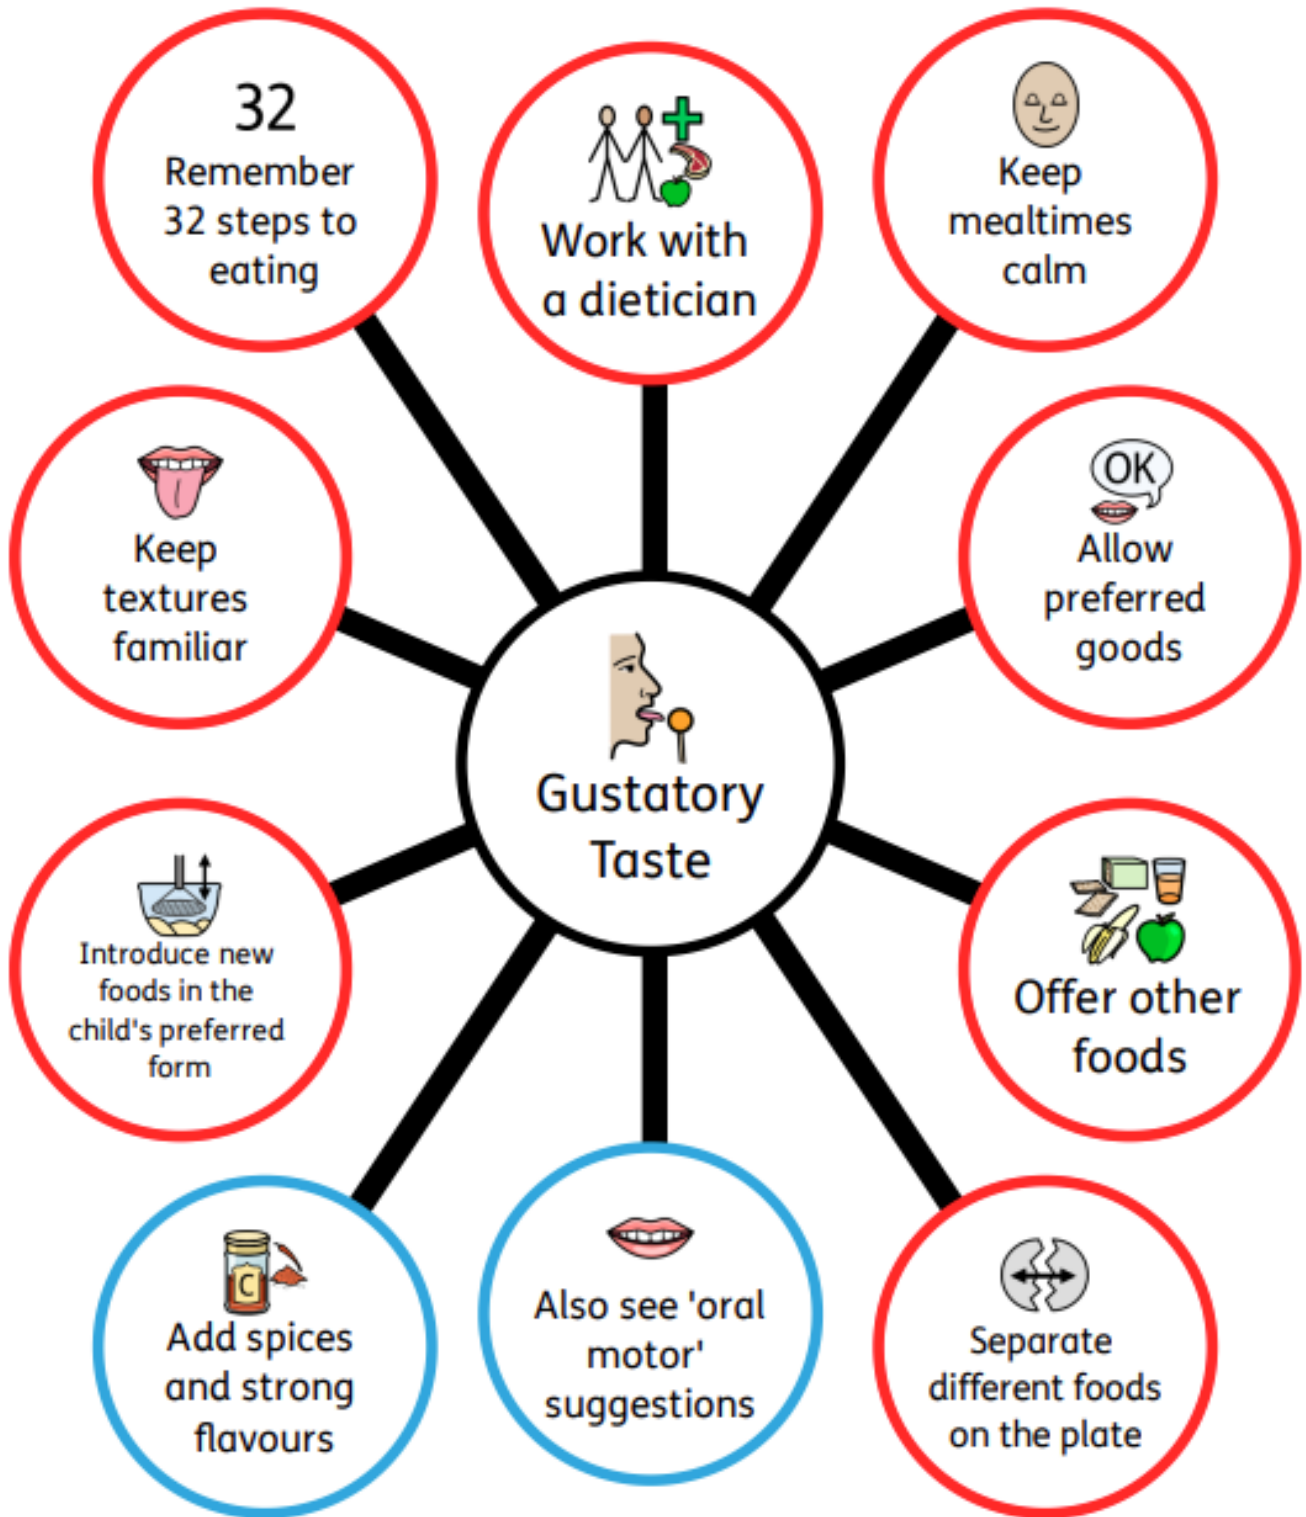 32
Remember
32 steps to
eating
Work with
a dietician
Keep
mealtimes
calm
Keep
textures
familiar
OK
Allow
preferred
goods
Gustatory
Taste
Introduce new
foods in the
child's preferred
form
Offer other
foods
C
Add spices
and strong
flavours
Also see 'oral
motor'
suggestions
Separate
different foods
on the plate